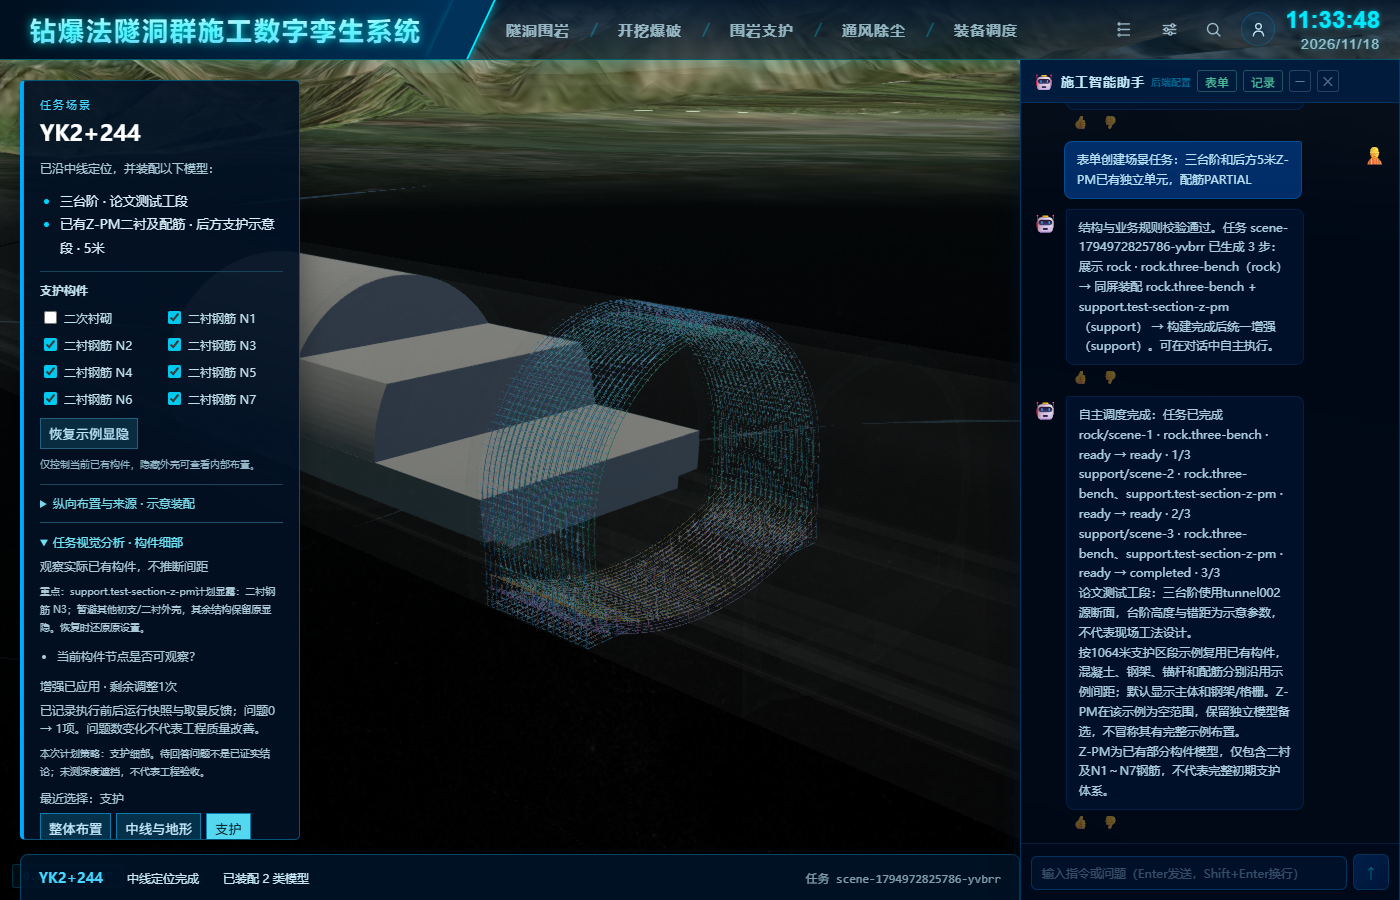 钻爆法隧洞群施工数字孪生系统
隧洞围岩 / 开挖爆破 / 围岩支护 / 通风除尘 / 装备调度
11:33:48
2026/11/18
任务场景
YK2+244
已沿中线定位，并装配以下模型：
三台阶 · 论文测试工段
已有Z-PM二衬及配筋 · 后方支护示意
段 · 5米
支护构件
二次衬砌
二衬钢筋 N1
二衬钢筋 N2
二衬钢筋 N3
二衬钢筋 N4
二衬钢筋 N5
二衬钢筋 N6
二衬钢筋 N7
恢复示例显隐
仅控制当前已有构件，隐藏外壳可查看内部布置。
纵向布置与来源 · 示意装配
任务视觉分析 · 构件细部
观察实际已有构件，不推断间距
重点：support.test-section-z-pm计划显露：二衬钢
筋 N3；暂避其他初支/二衬外壳，其余结构保留原显
隐。恢复时还原原设置。
当前构件节点是否可观察？
增强已应用 · 剩余调整1次
已记录执行前后运行快照与取景反馈；问题0
→ 1项。问题数变化不代表工程质量改善。
本次计划策略：支护细部。待回答问题不是已证实结
论；未测深度遮挡，不代表工程验收。
最近选择：支护
整体布置
中线与地形
支护
YK2+244
中线定位完成
已装配 2 类模型
任务 scene-1794972825786-yvbrr
施工智能助手
后端配置
表单
记录
表单创建场景任务：三台阶和后方5米Z-
PM已有独立单元，配筋PARTIAL
结构与业务规则校验通过。任务 scene-
1794972825786-yvbrr 已生成 3 步：
展示 rock · rock.three-bench（rock）
→ 同屏装配 rock.three-bench +
support.test-section-z-pm
（support） → 构建完成后统一增强
（support）。可在对话中自主执行。
自主调度完成：任务已完成
rock/scene-1 · rock.three-bench ·
ready → ready · 1/3
support/scene-2 · rock.three-
bench、support.test-section-z-pm ·
ready → ready · 2/3
support/scene-3 · rock.three-
bench、support.test-section-z-pm ·
ready → completed · 3/3
论文测试工段：三台阶使用tunnel002
源断面，台阶高度与错距为示意参数，
不代表现场工法设计。
按1064米支护区段示例复用已有构件，
混凝土、钢架、锚杆和配筋分别沿用示
例间距；默认显示主体和钢架/格栅。Z-
PM在该示例为空范围，保留独立模型备
选，不冒称其有完整示例布置。
Z-PM为已有部分构件模型，仅包含二衬
及N1～N7钢筋，不代表完整初期支护
体系。
输入指令或问题（Enter发送，Shift+Enter换行）